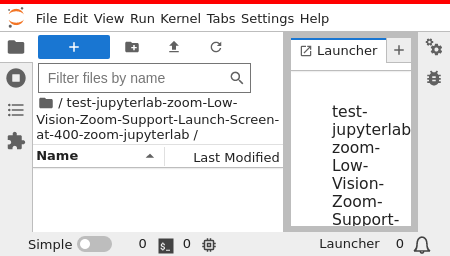 File Edit View Run Kernel Tabs Settings Help
+
Launcher
+
Filter files by name
/ test-jupyterlab-zoom-Low-
Vision-Zoom-Support-Launch-Screen-
at-400-zoom-jupyterlab /
Name Last Modified
test-
jupyterlab
zoom-
Low-
Vision-
Zoom-
Support-
Simple 0 $_ 0 Launcher 0